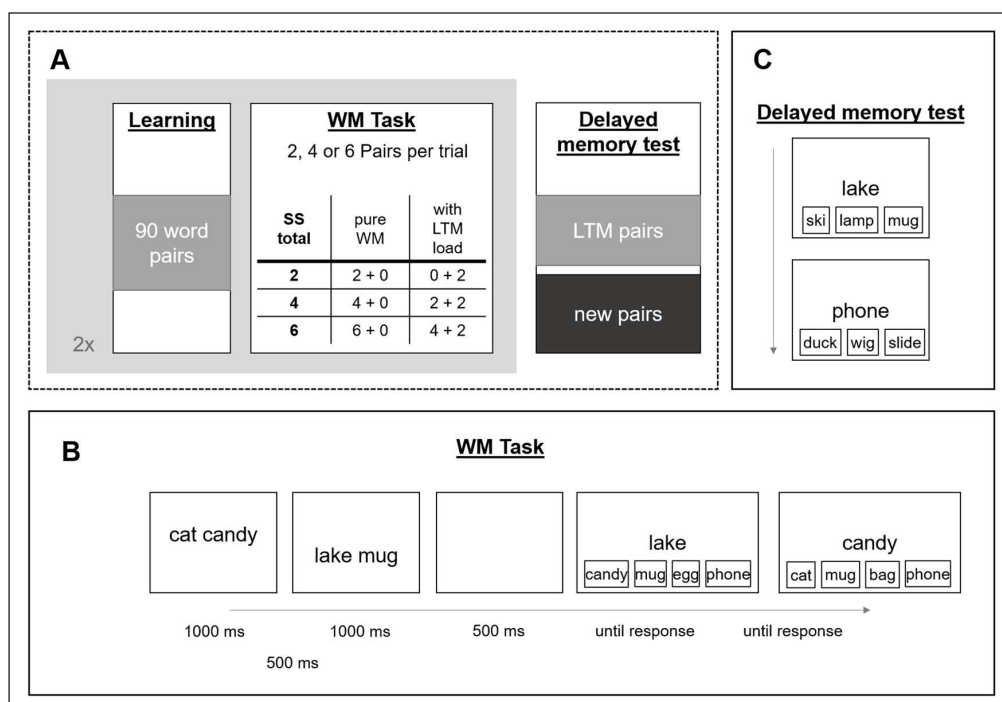 A
Learning
90 word
pairs
2x
WM Task
2, 4 or 6 Pairs per trial
SS
total
pure
WM
with
LTM
load
2 2 + 0 0 + 2
4 4 + 0 2 + 2
6 6 + 0 4 + 2
Delayed
memory test
LTM pairs
new pairs
C
Delayed memory test
lake
ski lamp mug
phone
duck wig slide
B
WM Task
cat candy
lake mug
lake
candy mug egg phone
candy
cat mug bag phone
1000 ms 1000 ms 500 ms until response until response
500 ms